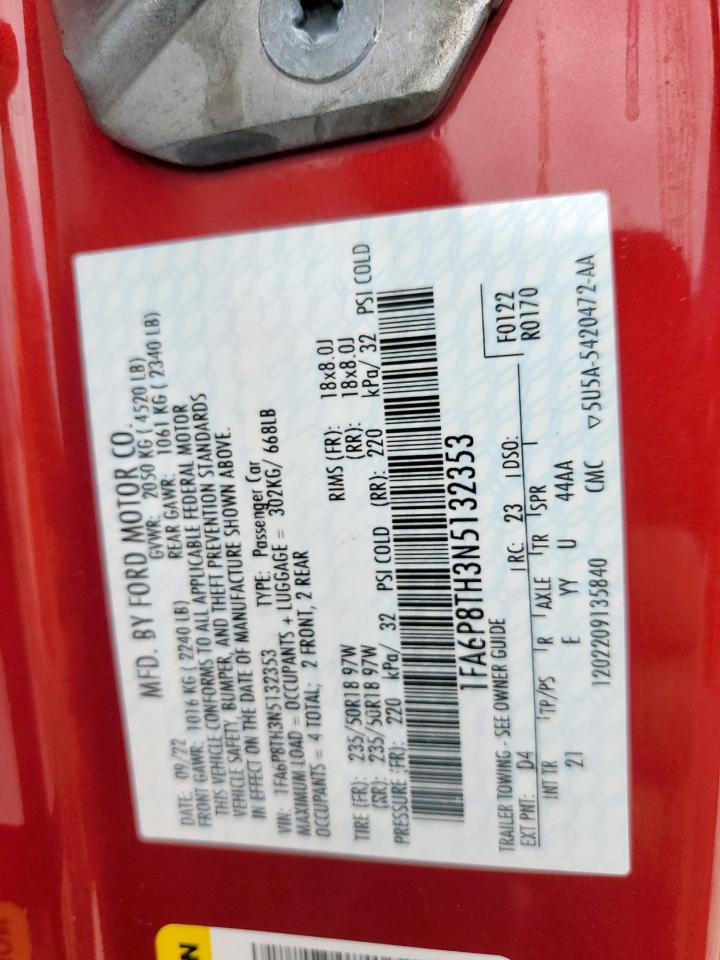 MFD. BY FORD MOTOR CO.
DATE: 09/22 GVWR: 2050 KG ( 4520 LB)
FRONT GAWR: 1016 KG ( 2240 LB) REAR GAWR: 1061 KG ( 2340 LB)
THIS VEHICLE CONFORMS TO ALL APPLICABLE FEDERAL MOTOR
VEHICLE SAFETY, BUMPER, AND THEFT PREVENTION STANDARDS
IN EFFECT ON THE DATE OF MANUFACTURE SHOWN ABOVE.
VIN: 1FA6P8TH3N5132353 TYPE: Passenger Car
MAXIMUM LOAD = OCCUPANTS + LUGGAGE = 302KG/ 668LB
OCCUPANTS = 4 TOTAL; 2 FRONT, 2 REAR
TIRE (FR): 235/50R18 97W RIMS (FR): 18x8.0J
(RR): 235/50R18 97W (RR): 18x8.0J
PRESSURE (FR): 220 kPa/ 32 PSI COLD (RR): 220 kPa/ 32 PSI COLD
1FA6P8TH3N5132353
TRAILER TOWING - SEE OWNER GUIDE F0122
EXT PNT: D4 RC: 23 DSO: R0170
INT TR TP/PS R AXLE TR SPR
21 E YY U 44AA
1202209135840 CMC ▽5U5A-5420472-AA